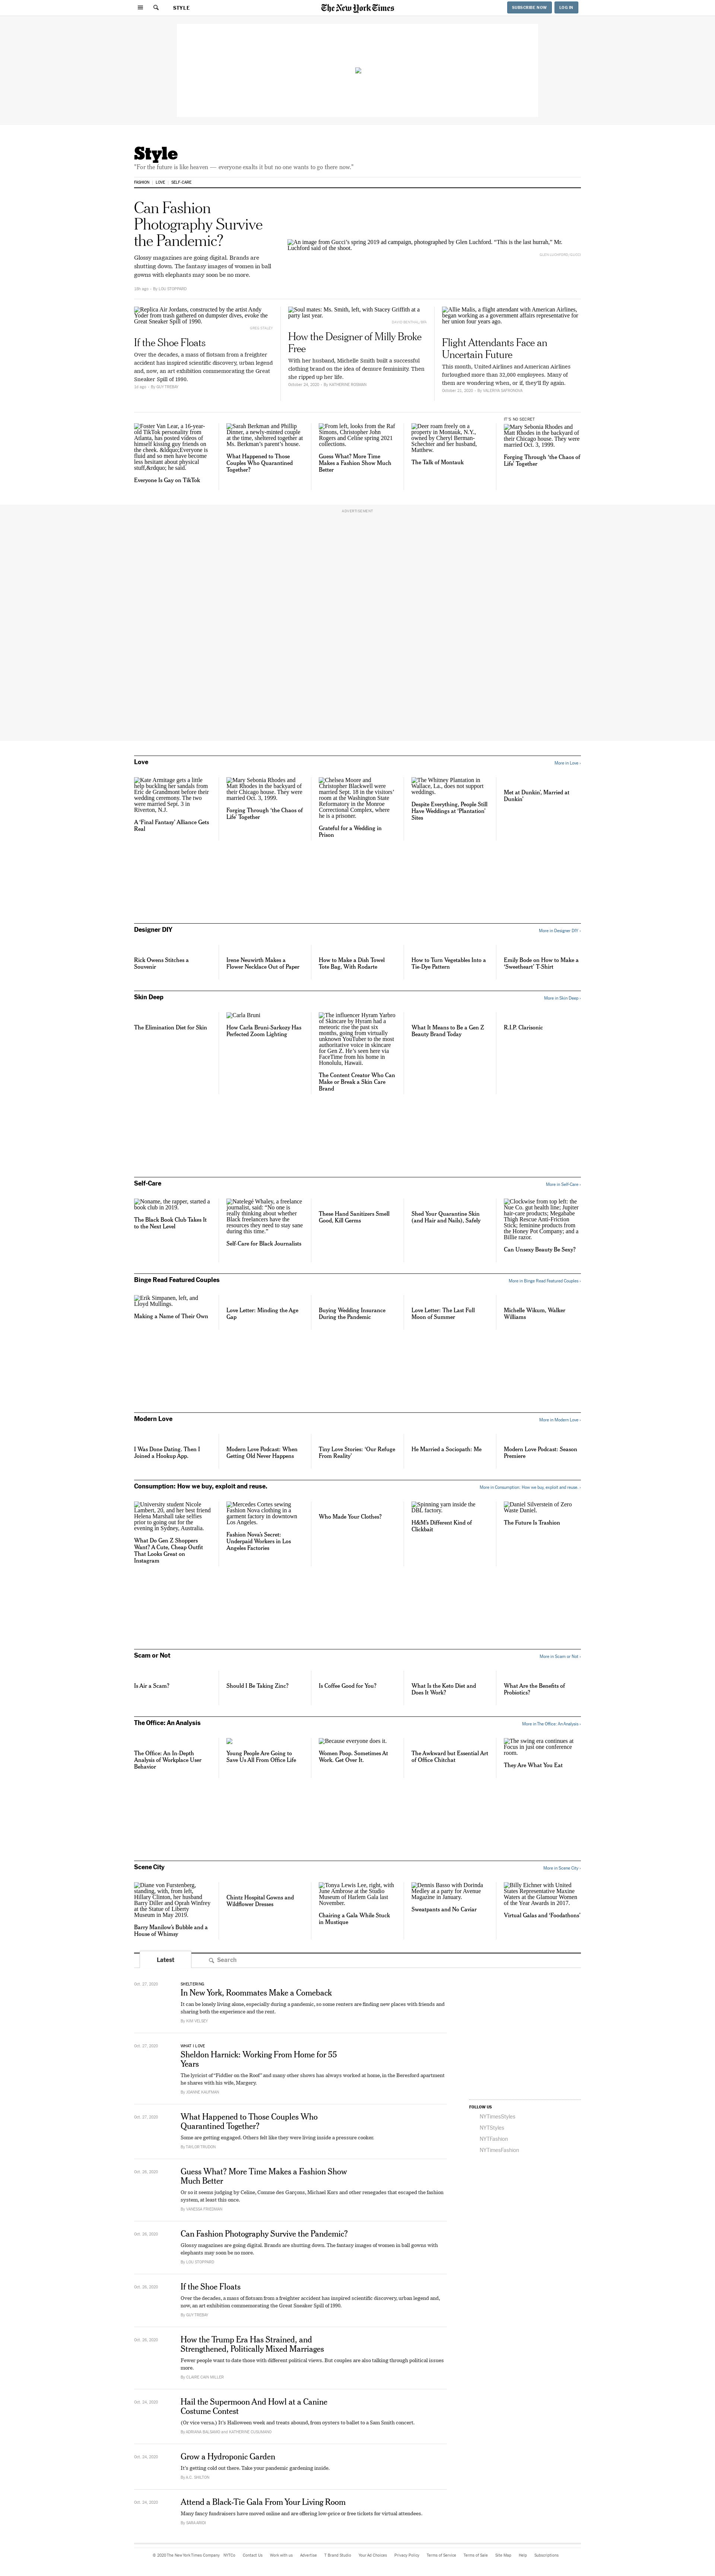 STYLE
The New York Times
SUBSCRIBE NOW
LOG IN
Style
"For the future is like heaven — everyone exalts it but no one wants to go there now."
FASHION
LOVE
SELF-CARE
Can Fashion
Photography Survive
the Pandemic?
Glossy magazines are going digital. Brands are
shutting down. The fantasy images of women in ball
gowns with elephants may soon be no more.
By LOU STOPPARD
An image from Gucci's spring 2019 ad campaign, photographed by Glen Luchford. "This is the last burrah," Mr.
Luchford said of the shoot.
Replica Air Jordans, constructed by the artist Andy
Yoder from trash gathered on dumpster dives, evoke the
Great Sneaker Spill of 1990.
If the Shoe Floats
Over the decades, a mass of flotsam from a freighter
accident has inspired scientific discovery, urban legend
and, now, an art exhibition commemorating the Great
Sneaker Spill of 1990.
By GUY TREBAY
Soul mates: Ms. Smith, left, with Stacey Griffith at a
party last year.
How the Designer of Milly Broke
Free
With her husband, Michelle Smith built a successful
clothing brand on the idea of demure femininity. Then
she ripped up her life.
October 24, 2020 · By KATHERINE ROSMAN
Allie Malis, a flight attendant with American Airlines,
began working as a government affairs representative for
her union four years ago.
Flight Attendants Face an
Uncertain Future
This month, United Airlines and American Airlines
furloughed more than 32,000 employees. Many of
them are wondering when, or if, they'll fly again.
October 21, 2020 · By VALERIYA SAFRONOVA
Foster Van Lear, a 16-year-
old TikTok personality from
Atlanta, has posted videos of
himself kissing guy friends on
the cheek. &ldquo;Everyone is
fluid and so men have become
less hesitant about physical
stuff,&rdquo; he said.
Everyone Is Gay on TikTok
Sarah Berkman and Phillip
Dinner, a newly-minted couple
at the time, sheltered together at
Ms. Berkman's parent's house.
What Happened to Those
Couples Who Quarantined
Together?
From left, looks from the Raf
Simons, Christopher John
Rogers and Celine spring 2021
collections.
Guess What? More Time
Makes a Fashion Show Much
Better
Deer roam freely on a
property in Montauk, N.Y.,
owned by Cheryl Berman-
Schechter and her husband,
Matthew.
The Talk of Montauk
IT'S NO SECRET
Mary Sebonia Rhodes and
Matt Rhodes in the backyard of
their Chicago house. They were
married Oct. 3, 1999.
Forging Through 'the Chaos of
Life' Together
ADVERTISEMENT
Love
More in Love ›
Kate Armitage gets a little
help buckling her sandals from
Eric de Grandmont before their
wedding ceremony. The two
were married Sept. 3 in
Riverton, N.J.
A 'Final Fantasy' Alliance Gets
Real
Mary Sebonia Rhodes and
Matt Rhodes in the backyard of
their Chicago house. They were
married Oct. 3, 1999.
Forging Through 'the Chaos of
Life' Together
Chelsea Moore and
Christopher Blackwell were
married Sept. 18 in the visitors'
room at the Washington State
Reformatory in the Monroe
Correctional Complex, where
he is a prisoner.
Grateful for a Wedding in
Prison
The Whitney Plantation in
Wallace, La., does not support
weddings.
Despite Everything, People Still
Have Weddings at 'Plantation'
Sites
Met at Dunkin', Married at
Dunkin'
Designer DIY
More in Designer DIY ›
Rick Owens Stitches a
Souvenir
Irene Neuwirth Makes a
Flower Necklace Out of Paper
How to Make a Dish Towel
Tote Bag, With Rodarte
How to Turn Vegetables Into a
Tie-Dye Pattern
Emily Bode on How to Make a
'Sweetheart' T-Shirt
Skin Deep
More in Skin Deep ›
The Elimination Diet for Skin
Carla Bruni
How Carla Bruni-Sarkozy Has
Perfected Zoom Lighting
The influencer Hyram Yarbro
of Skincare by Hyram had a
meteoric rise the past six
months, going from virtually
unknown YouTuber to the most
authoritative voice in skincare
for Gen Z. He's seen here via
FaceTime from his home in
Honolulu, Hawaii.
The Content Creator Who Can
Make or Break a Skin Care
Brand
What It Means to Be a Gen Z
Beauty Brand Today
R.I.P. Clarisonic
Self-Care
More in Self-Care ›
Noname, the rapper, started a
book club in 2019.
The Black Book Club Takes It
to the Next Level
Natelegé Whaley, a freelance
journalist, said: "No one is
really thinking about whether
Black freelancers have the
resources they need to stay sane
during this time."
Self-Care for Black Journalists
These Hand Sanitizers Smell
Good, Kill Germs
Shed Your Quarantine Skin
(and Hair and Nails), Safely
Clockwise from top left: the
Nue Co. gut health line; Jupiter
hair-care products; Megababe
Thigh Rescue Anti-Friction
Stick; feminine products from
the Honey Pot Company; and a
Billie razor.
Can Unsexy Beauty Be Sexy?
Binge Read Featured Couples
More in Binge Read Featured Couples ›
Erik Simpanen, left, and
Lloyd Mullings.
Making a Name of Their Own
Love Letter: Minding the Age
Gap
Buying Wedding Insurance
During the Pandemic
Love Letter: The Last Full
Moon of Summer
Michelle Wikum, Walker
Williams
Modern Love
More in Modern Love ›
I Was Done Dating. Then I
Joined a Hookup App.
Modern Love Podcast: When
Getting Old Never Happens
Tiny Love Stories: 'Our Refuge
From Reality'
He Married a Sociopath: Me
Modern Love Podcast: Season
Premiere
Consumption: How we buy, exploit and reuse.
More in Consumption: How we buy, exploit and reuse. ›
University student Nicole
Lambert, 20, and her best friend
Helena Marshall take selfies
prior to going out for the
evening in Sydney, Australia.
What Do Gen Z Shoppers
Want? A Cute, Cheap Outfit
That Looks Great on
Instagram
Mercedes Cortes sewing
Fashion Nova clothing in a
garment factory in downtown
Los Angeles.
Fashion Nova's Secret:
Underpaid Workers in Los
Angeles Factories
Who Made Your Clothes?
Spinning yarn inside the
DBL factory.
H&M's Different Kind of
Clickbait
Daniel Silverstein of Zero
Waste Daniel.
The Future Is Trashion
Scam or Not
More in Scam or Not ›
Is Air a Scam?
Should I Be Taking Zinc?
Is Coffee Good for You?
What Is the Keto Diet and
Does It Work?
What Are the Benefits of
Probiotics?
The Office: An Analysis
More in The Office: An Analysis ›
The Office: An In-Depth
Analysis of Workplace User
Behavior
Young People Are Going to
Save Us All From Office Life
Because everyone does it.
Women Poop. Sometimes At
Work. Get Over It.
The Awkward but Essential Art
of Office Chitchat
The swing era continues at
Focus in just one conference
room.
They Are What You Eat
Scene City
More in Scene City ›
Diane von Furstenberg,
standing, with, from left,
Hillary Clinton, her husband
Barry Diller and Oprah Winfrey
at the Statue of Liberty
Museum in May 2019.
Barry Manilow's Bubble and a
House of Whimsy
Chintz Hospital Gowns and
Wildflower Dresses
Tonya Lewis Lee, right, with
June Ambrose at the Studio
Museum of Harlem Gala last
November.
Chairing a Gala While Stuck
in Mustique
Dennis Basso with Dorinda
Medley at a party for Avenue
Magazine in January.
Sweatpants and No Caviar
Billy Eichner with United
States Representative Maxine
Waters at the Glamour Women
of the Year Awards in 2017.
Virtual Galas and 'Foodathons'
Latest
Search
Oct. 27, 2020
SHELTERING
In New York, Roommates Make a Comeback
It can be lonely living alone, especially during a pandemic, so some renters are finding new places with friends and
sharing both the experience and the rent.
By KIM VELSEY
Oct. 27, 2020
WHAT I LOVE
Sheldon Harnick: Working From Home for 55
Years
The lyricist of "Fiddler on the Roof" and many other shows has always worked at home, in the Beresford apartment
he shares with his wife, Margery.
By JOANNE KAUFMAN
Oct. 27, 2020
What Happened to Those Couples Who
Quarantined Together?
Some are getting engaged. Others felt like they were living inside a pressure cooker.
By TAYLOR TRUDON
Oct. 26, 2020
Guess What? More Time Makes a Fashion Show
Much Better
Or so it seems judging by Celine, Comme des Garçons, Michael Kors and other renegades that escaped the fashion
system, at least this once.
By VANESSA FRIEDMAN
Oct. 26, 2020
Can Fashion Photography Survive the Pandemic?
Glossy magazines are going digital. Brands are shutting down. The fantasy images of women in ball gowns with
elephants may soon be no more.
By LOU STOPPARD
Oct. 26, 2020
If the Shoe Floats
Over the decades, a mass of flotsam from a freighter accident has inspired scientific discovery, urban legend and,
now, an art exhibition commemorating the Great Sneaker Spill of 1990.
By GUY TREBAY
Oct. 26, 2020
How the Trump Era Has Strained, and
Strengthened, Politically Mixed Marriages
Fewer people want to date those with different political views. But couples are also talking through political issues
more.
By CLAIRE CAIN MILLER
Oct. 24, 2020
Hail the Supermoon And Howl at a Canine
Costume Contest
(Or vice versa.) It's Halloween week and treats abound, from oysters to ballet to a Sam Smith concert.
By ADRIANA BALSAMO and KATHERINE CUSUMANO
Oct. 24, 2020
Grow a Hydroponic Garden
It's getting cold out there. Take your pandemic gardening inside.
By K.C. SHILTON
Oct. 24, 2020
Attend a Black-Tie Gala From Your Living Room
Many fancy fundraisers have moved online and are offering low-price or free tickets for virtual attendees.
By SARA ARIDI
FOLLOW US
NYTimesStyles
NYTStyles
NYTFashion
NYTimesFashion
© 2020 The New York Times Company
NYTCo
Contact Us
Work with us
Advertise
T Brand Studio
Your Ad Choices
Privacy Policy
Terms of Service
Terms of Sale
Site Map
Help
Subscriptions